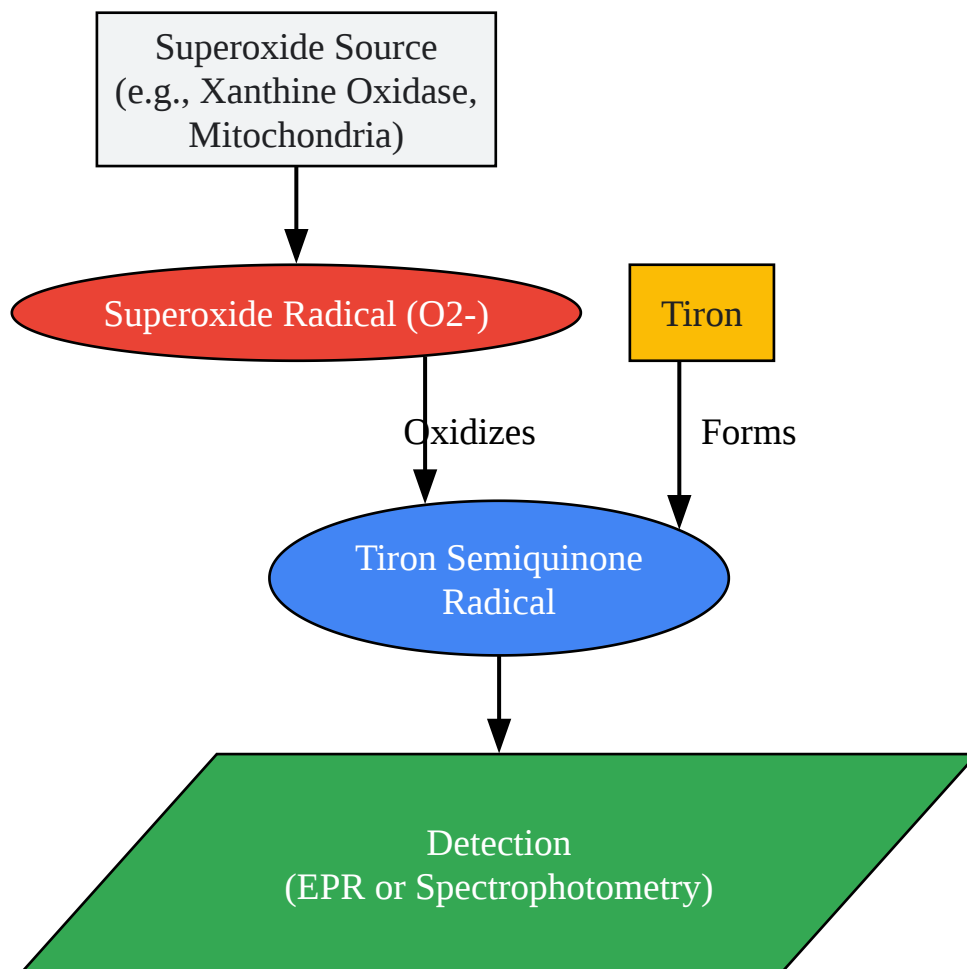 Superoxide Source
(e.g., Xanthine Oxidase,
Mitochondria)
Superoxide Radical (O2-)
Tiron
Oxidizes
Forms
Tiron Semiquinone
Radical
Detection
(EPR or Spectrophotometry)